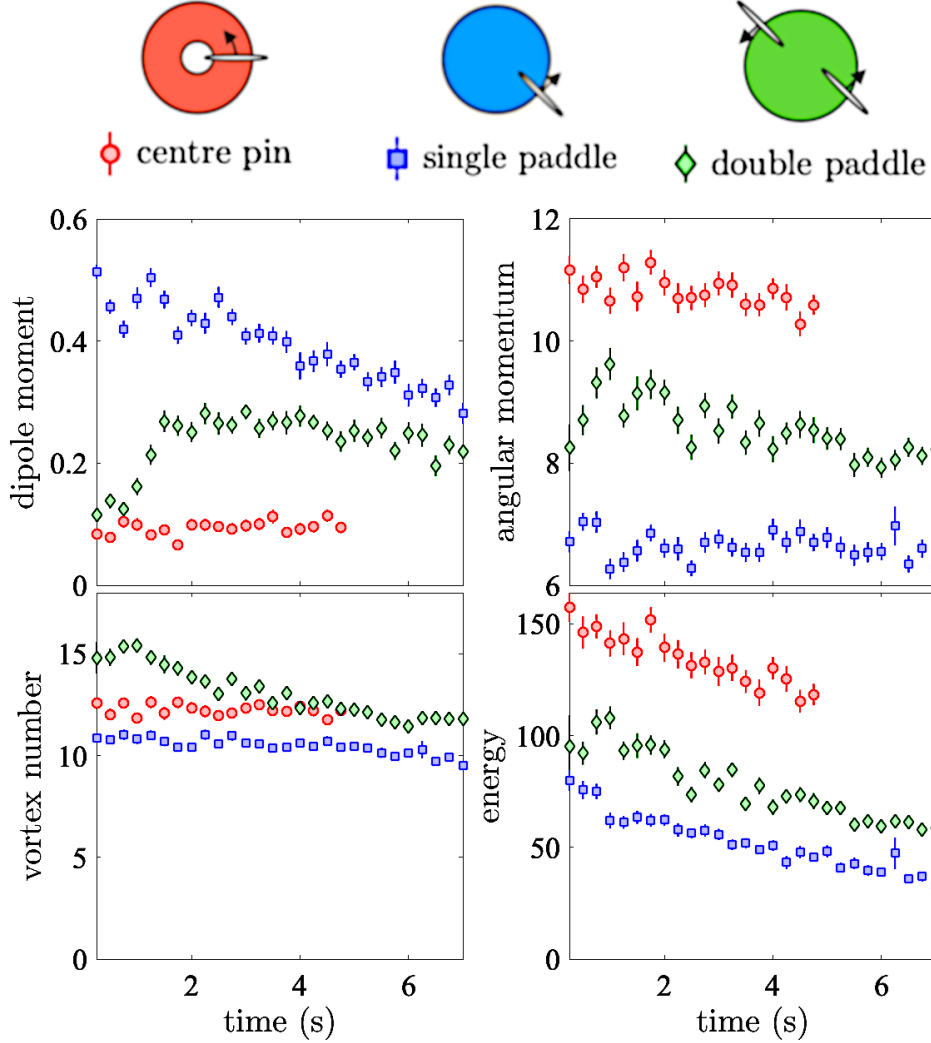 centre pin
single paddle
double paddle
0.6
0.4
0.2
0
dipole moment
12
10
8
6
angular momentum
15
10
5
0
vortex number
2
4
6
time (s)
150
100
50
0
energy
2
4
6
time (s)